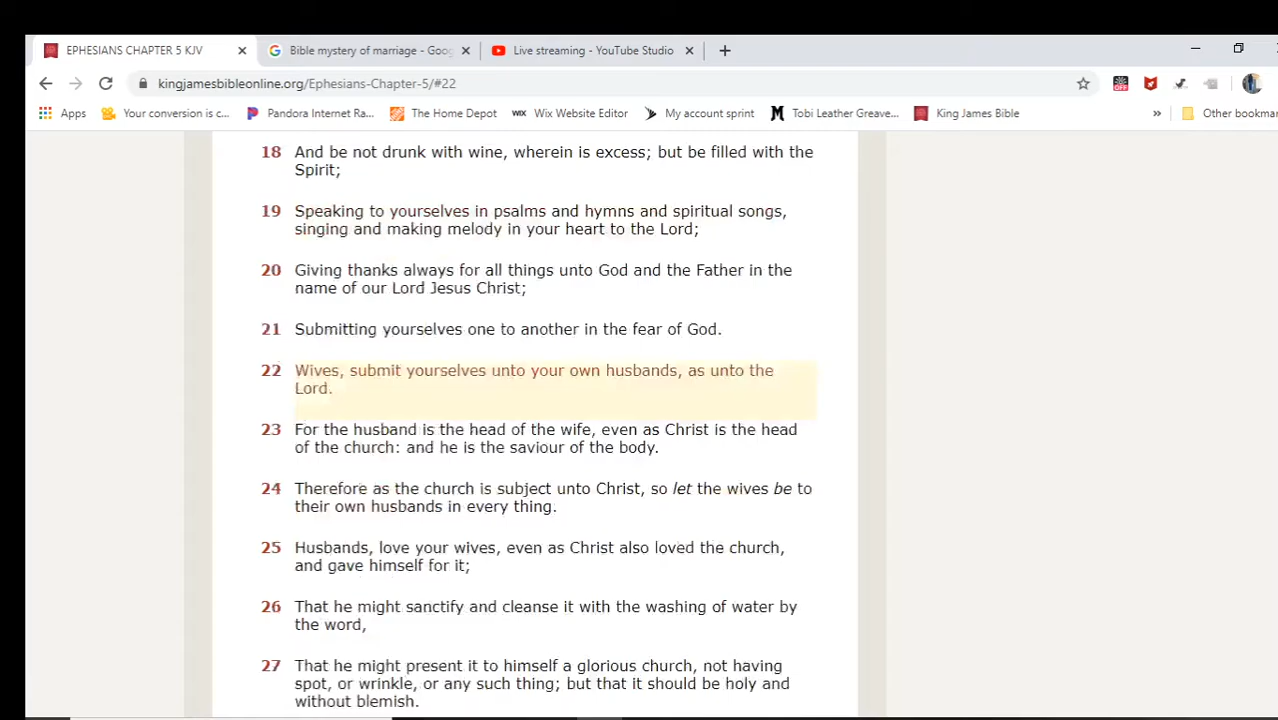 EPHESIANS CHAPTER 5 KJV
Bible mystery of marriage - Goo
Live streaming - YouTube Studio
kingjamesbibleonline.org/Ephesians-Chapter-5/#22
OFF
Apps
Your conversion is c...
Pandora Internet Ra...
The Home Depot
WIX Wix Website Editor
My account sprint
Tobi Leather Greave...
King James Bible
»
Other bookmar
18 And be not drunk with wine, wherein is excess; but be filled with the
Spirit;
19 Speaking to yourselves in psalms and hymns and spiritual songs,
singing and making melody in your heart to the Lord;
20 Giving thanks always for all things unto God and the Father in the
name of our Lord Jesus Christ;
21 Submitting yourselves one to another in the fear of God.
22 Wives, submit yourselves unto your own husbands, as unto the
Lord.
23 For the husband is the head of the wife, even as Christ is the head
of the church: and he is the saviour of the body.
24 Therefore as the church is subject unto Christ, so let the wives be to
their own husbands in every thing.
25 Husbands, love your wives, even as Christ also loved the church,
and gave himself for it;
26 That he might sanctify and cleanse it with the washing of water by
the word,
27 That he might present it to himself a glorious church, not having
spot, or wrinkle, or any such thing; but that it should be holy and
without blemish.